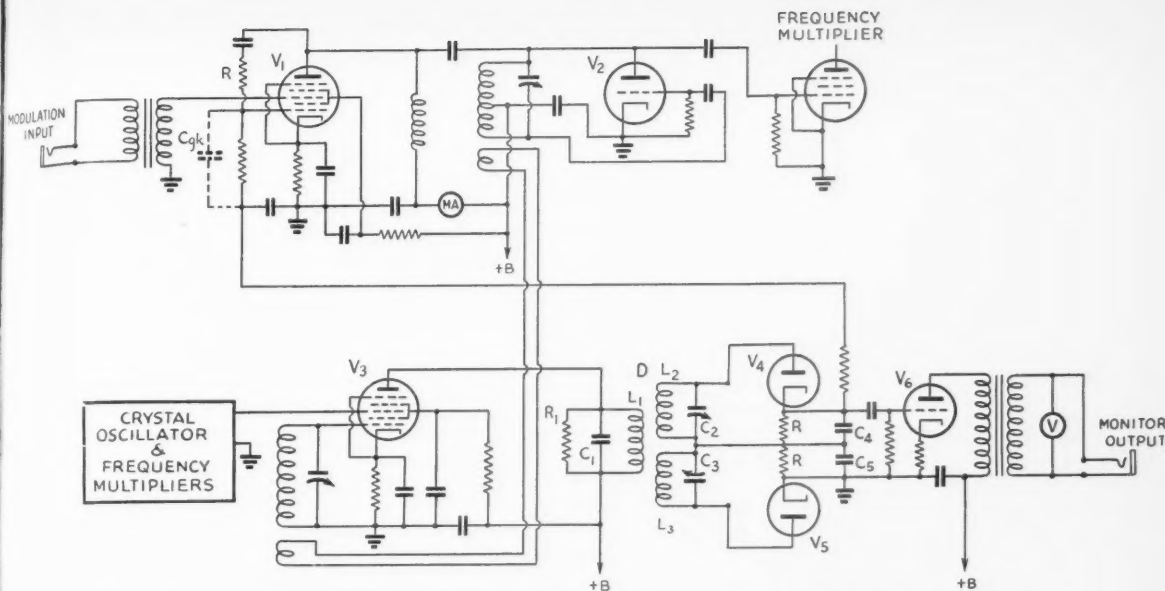 FREQUENCY
MULTIPLIER
V1
V2
R
MODULATION
INPUT
Cgk
MA
+B
V3
V4
D L2
L1
V6
CRYSTAL
OSCILLATOR
&
FREQUENCY
MULTIPLIERS
R1
C1
C2
R
C4
V
MONITOR
OUTPUT
C3
R
C5
L3
V5
+B
+B